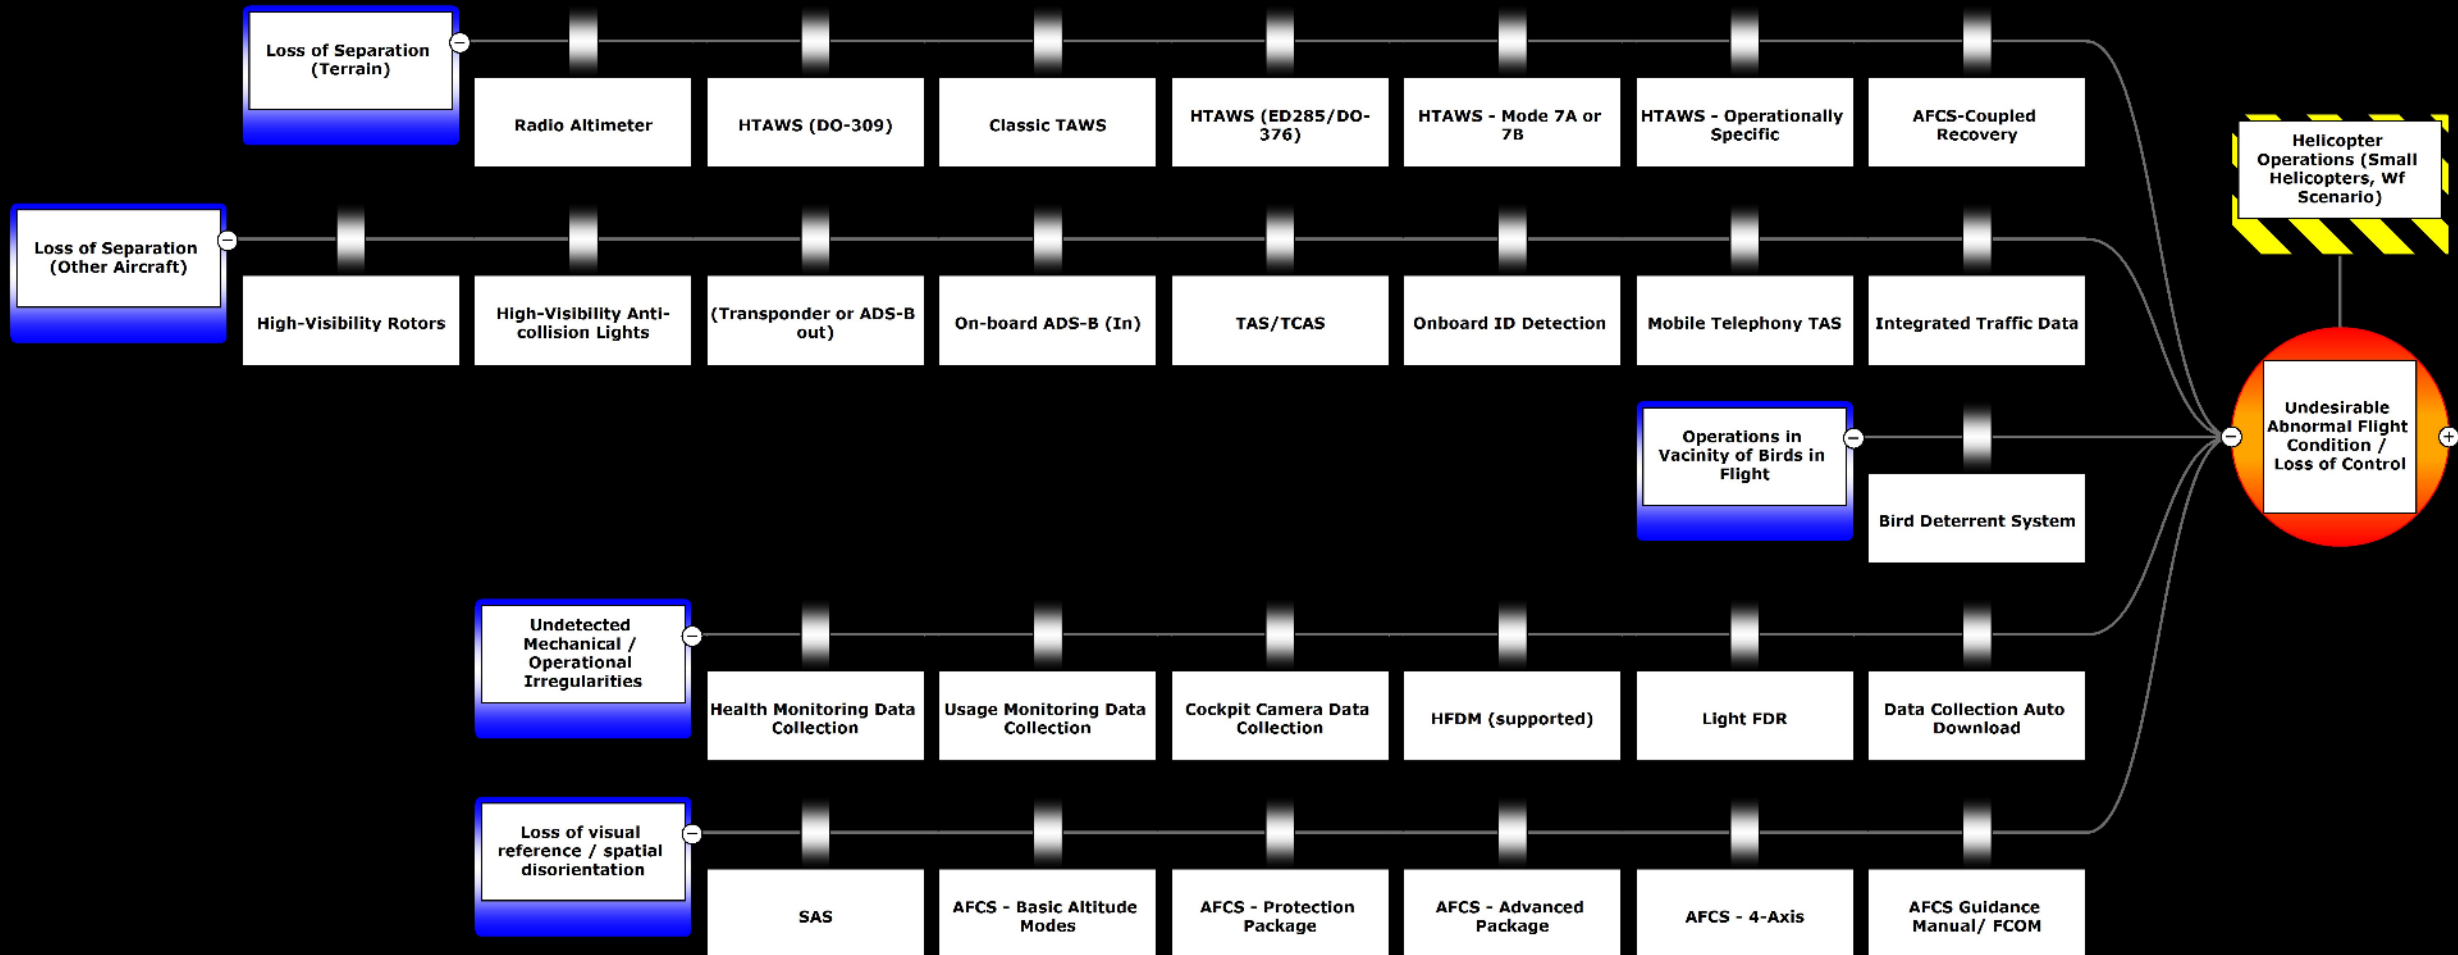 Loss of Separation
(Terrain)
Radio Altimeter
HTAWS (DO-309)
Classic TAWS
HTAWS (ED285/DO-
376)
HTAWS - Mode 7A or
7B
HTAWS - Operationally
Specific
AFCS-Coupled
Recovery
Helicopter
Operations (Small
Helicopters, Wf
Scenario)
Loss of Separation
(Other Aircraft)
High-Visibility Rotors
High-Visibility Anti-
collision Lights
(Transponder or ADS-B
out)
On-board ADS-B (In)
TAS/TCAS
Onboard ID Detection
Mobile Telephony TAS
Integrated Traffic Data
Operations in
Vacinity of Birds in
Flight
Bird Deterrent System
Undesirable
Abnormal Flight
Condition /
Loss of Control
Undetected
Mechanical /
Operational
Irregularities
Health Monitoring Data
Collection
Usage Monitoring Data
Collection
Cockpit Camera Data
Collection
HFDM (supported)
Light FDR
Data Collection Auto
Download
Loss of visual
reference / spatial
disorientation
SAS
AFCS - Basic Altitude
Modes
AFCS - Protection
Package
AFCS - Advanced
Package
AFCS - 4-Axis
AFCS Guidance
Manual/ FCOM